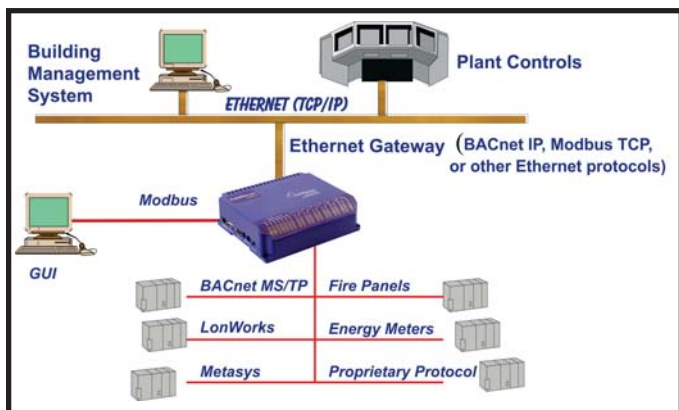 Building
Management
System
Plant Controls
ETHERNET (TCP/IP)
Ethernet Gateway (BACnet IP, Modbus TCP,
or other Ethernet protocols)
Modbus
GUI
BACnet MS/TP
Fire Panels
LonWorks
Energy Meters
Metasys
Proprietary Protocol